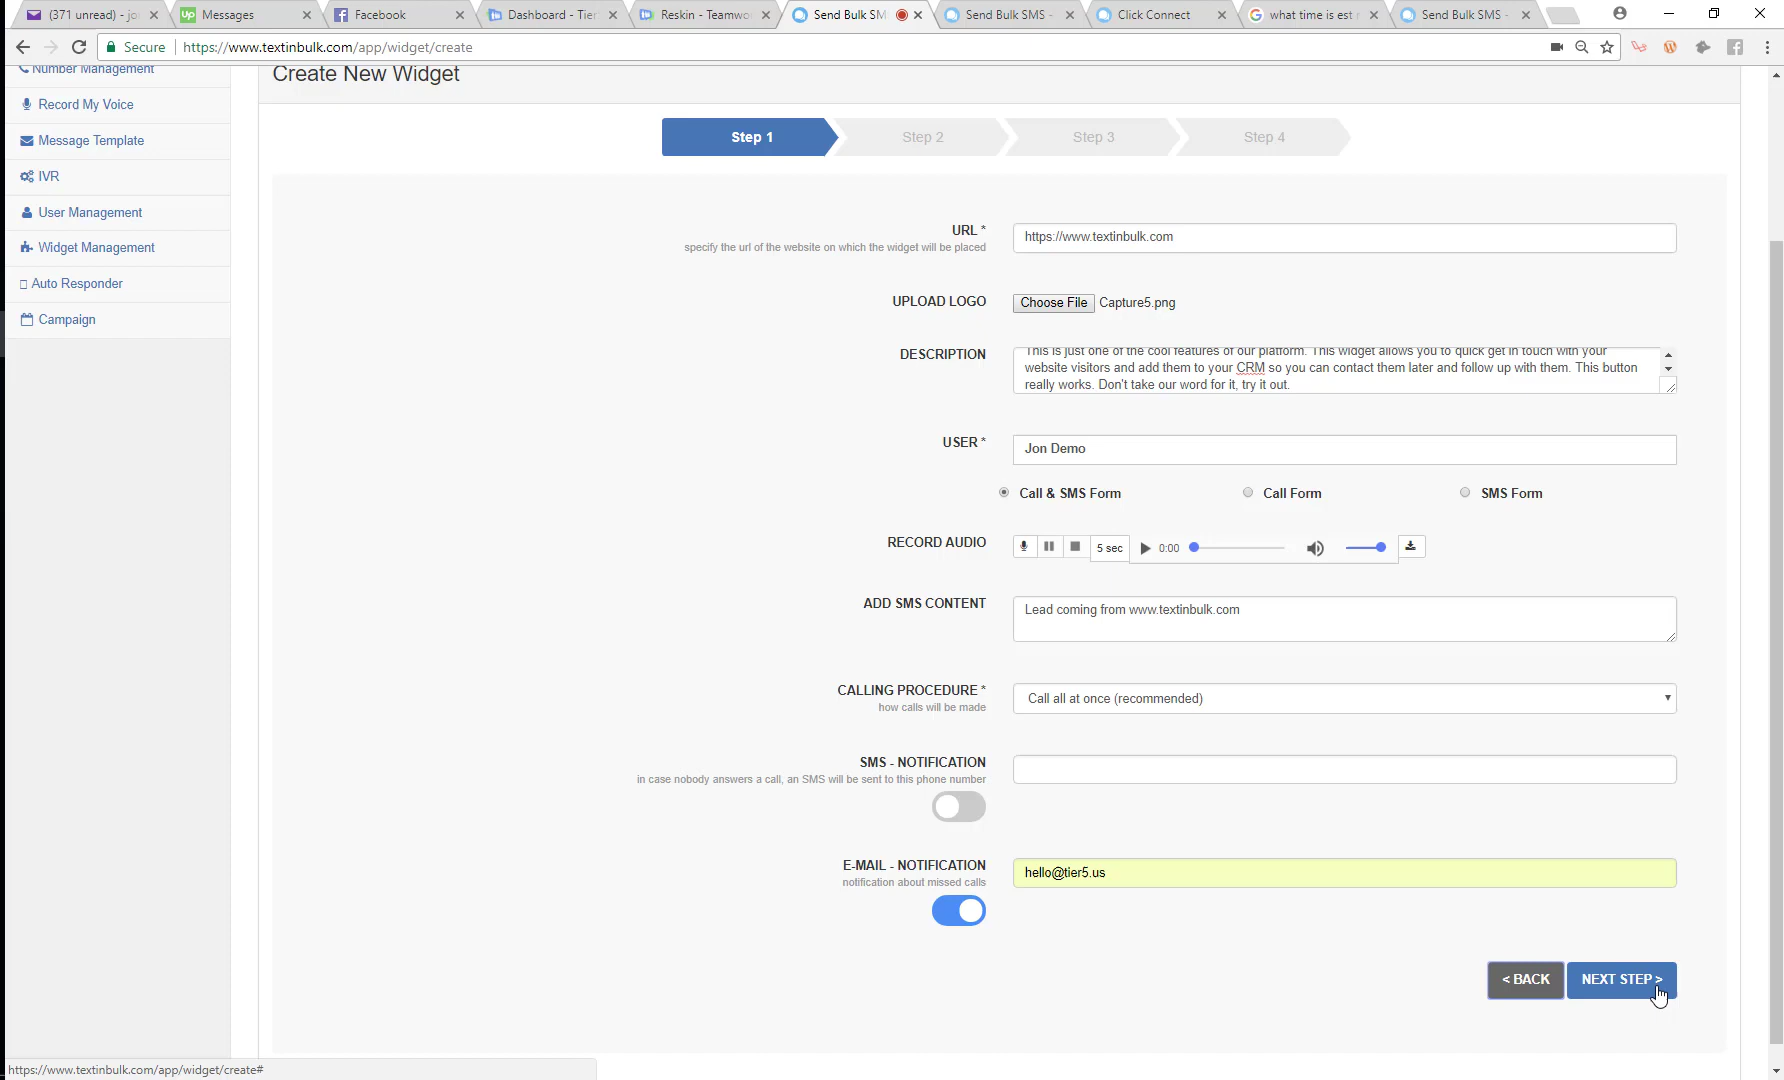 (371 unread) - jo
Messages
Facebook
Dashboard - Tier
Reskin - Teamwo
Send Bulk SM
Send Bulk SMS -
Click Connect
what time is est
Send Bulk SMS -
Secure
https://www.textinbulk.com/app/widget/create
Number Management
Record My Voice
Message Template
IVR
User Management
Widget Management
Auto Responder
Campaign
Create New Widget
Step 1
Step 2
Step 3
Step 4
URL *
specify the url of the website on which the widget will be placed
https://www.textinbulk.com
UPLOAD LOGO
Choose File Capture5.png
DESCRIPTION
This is just one of the cool features of our platform. This widget allows you to quick get in touch with your
website visitors and add them to your CRM so you can contact them later and follow up with them. This button
really works. Don't take our word for it, try it out.
USER *
Jon Demo
Call & SMS Form
Call Form
SMS Form
RECORD AUDIO
5 sec
0:00
ADD SMS CONTENT
Lead coming from www.textinbulk.com
CALLING PROCEDURE *
how calls will be made
Call all at once (recommended)
SMS - NOTIFICATION
in case nobody answers a call, an SMS will be sent to this phone number
E-MAIL - NOTIFICATION
notification about missed calls
hello@tier5.us
< BACK
NEXT STEP >
https://www.textinbulk.com/app/widget/create#